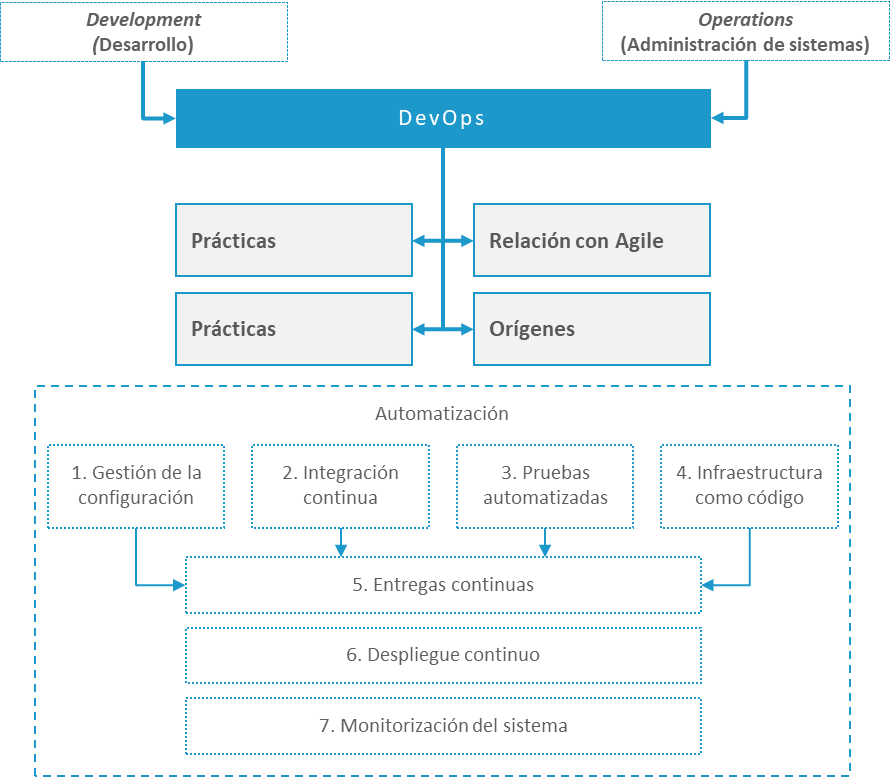 Development
(Desarrollo)
Operations
(Administración de sistemas)
DevOps
Prácticas
Relación con Agile
Prácticas
Orígenes
Automatización
1. Gestión de la
configuración
2. Integración
continua
3. Pruebas
automatizadas
4. Infraestructura
como código
5. Entregas continuas
6. Despliegue continuo
7. Monitorización del sistema